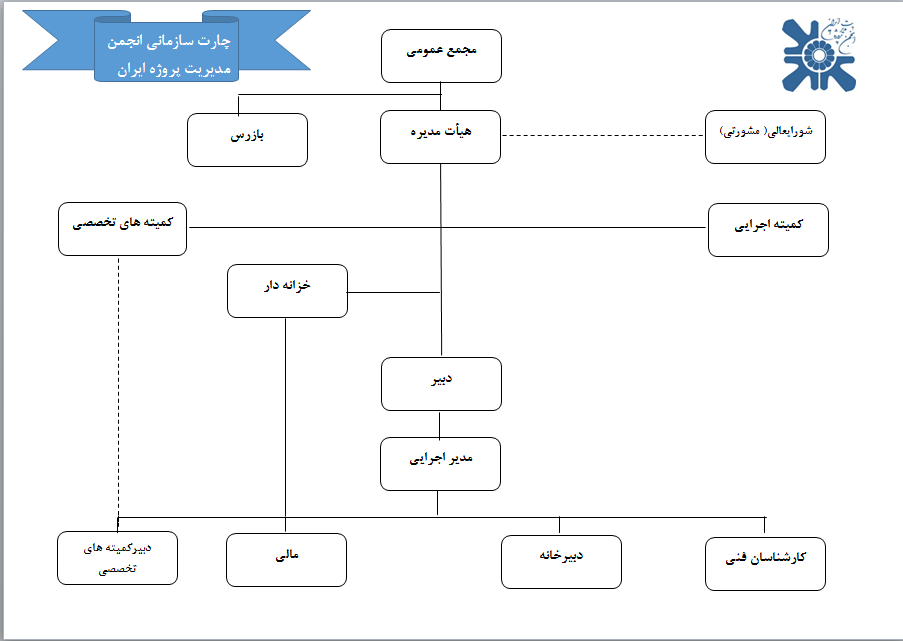 چارت سازمانی انجمن
مدیریت پروژه ایران
مجمع عمومی
بازرس
هیأت مدیره
شورایعالی( مشورتی)
کمیته های تخصصی
کمیته اجرایی
خزانه دار
دبیر
مدیر اجرایی
دبیرکمیته های
تخصصی
مالی
دبیرخانه
کارشناسان فنی